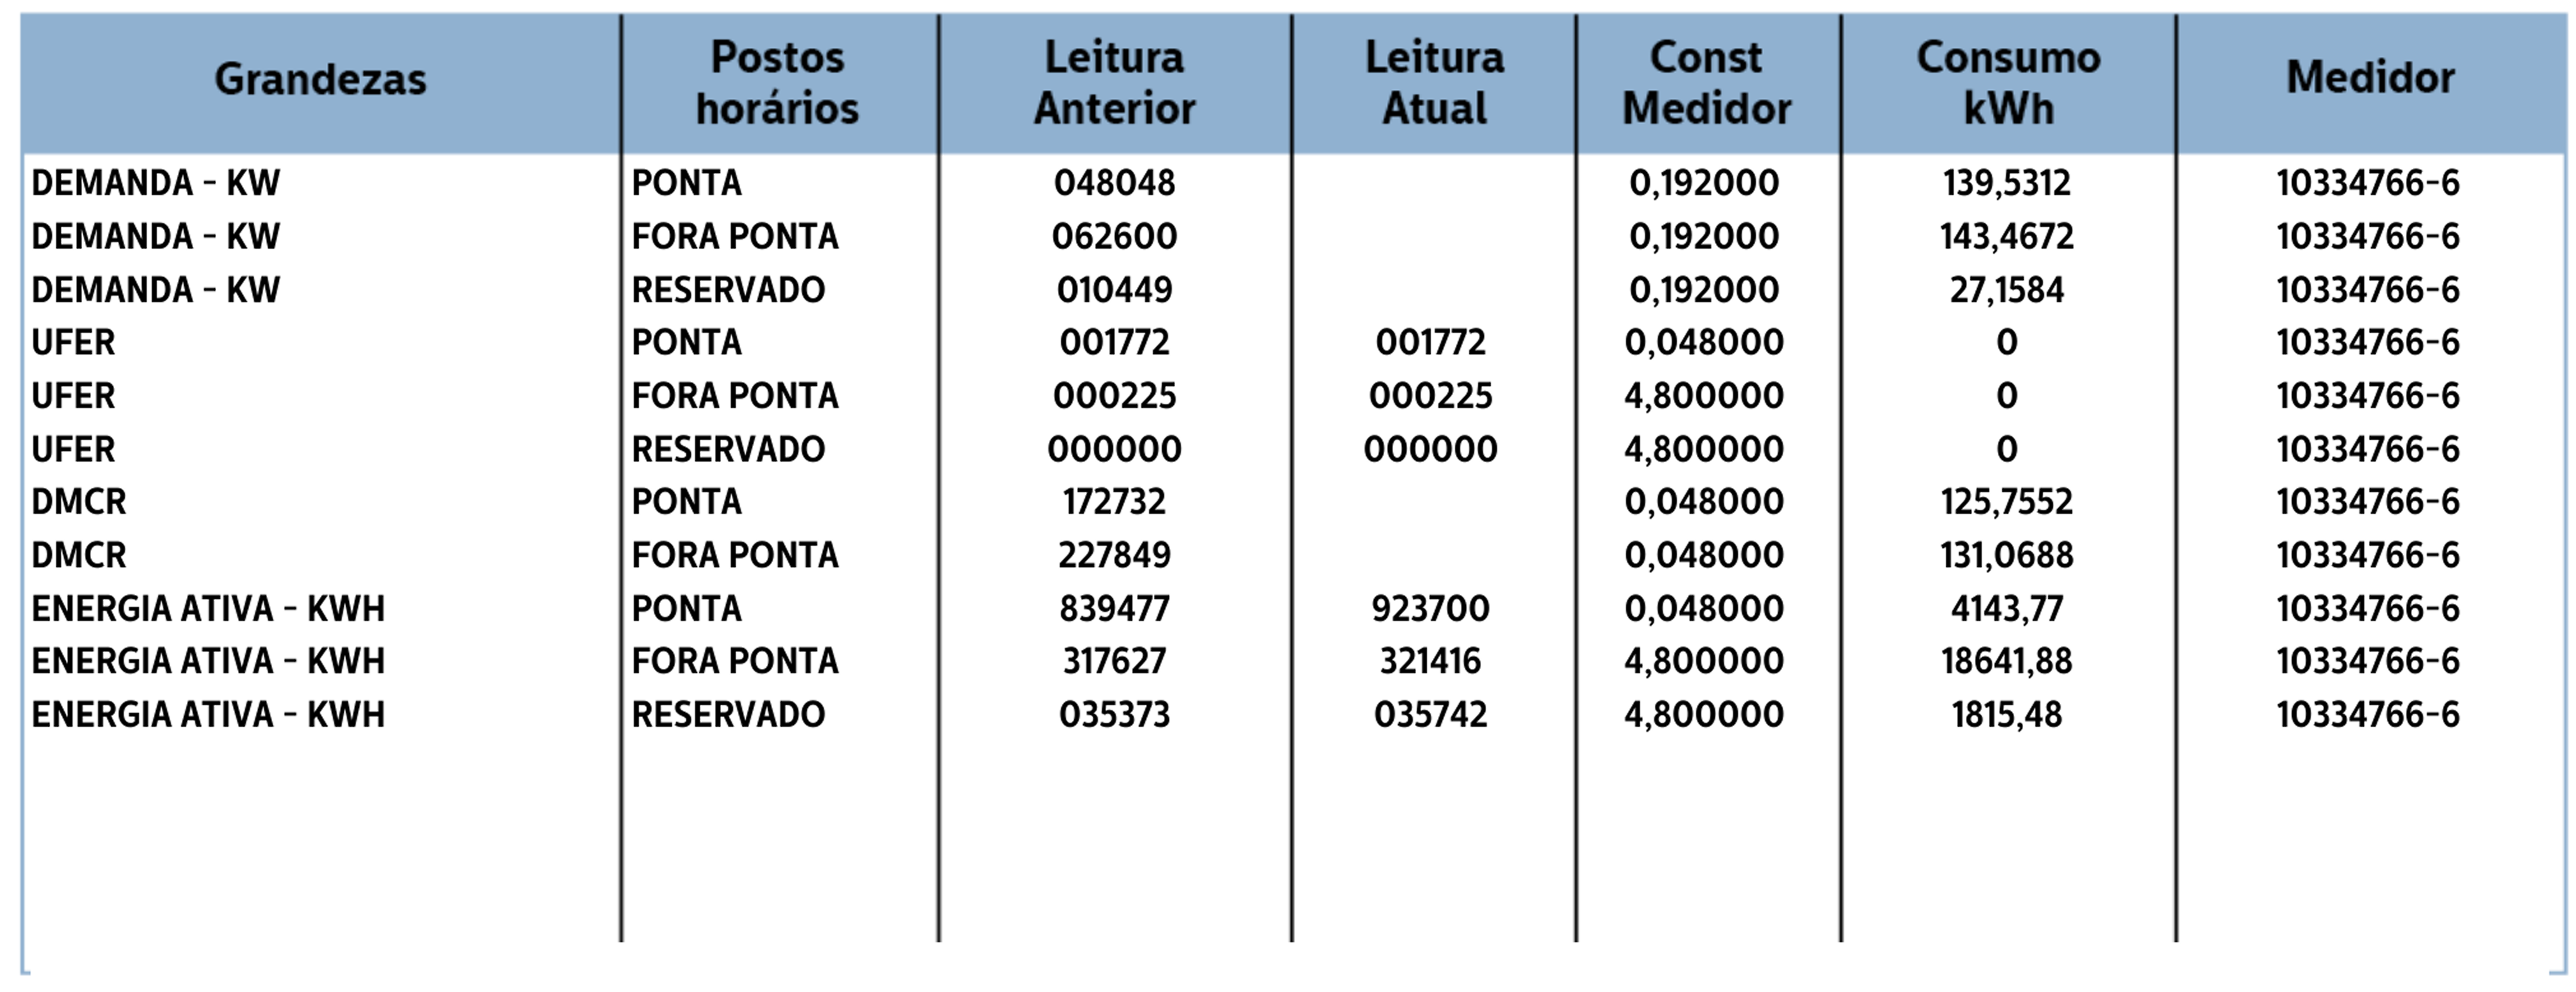 Grandezas Postos horários Leitura Anterior Leitura Atual Const Medidor Consumo kWh Medidor
DEMANDA - KW PONTA 048048 0,192000 139,5312 10334766-6
DEMANDA - KW FORA PONTA 062600 0,192000 143,4672 10334766-6
DEMANDA - KW RESERVADO 010449 0,192000 27,1584 10334766-6
UFER PONTA 001772 001772 0,048000 0 10334766-6
UFER FORA PONTA 000225 000225 4,800000 0 10334766-6
UFER RESERVADO 000000 000000 4,800000 0 10334766-6
DMCR PONTA 172732 0,048000 125,7552 10334766-6
DMCR FORA PONTA 227849 0,048000 131,0688 10334766-6
ENERGIA ATIVA - KWH PONTA 839477 923700 0,048000 4143,77 10334766-6
ENERGIA ATIVA - KWH FORA PONTA 317627 321416 4,800000 18641,88 10334766-6
ENERGIA ATIVA - KWH RESERVADO 035373 035742 4,800000 1815,48 10334766-6